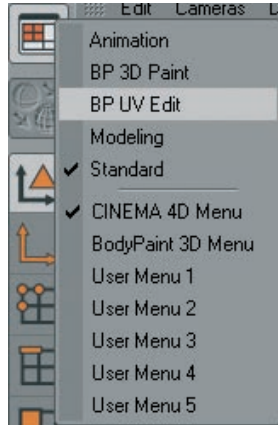 Edit Cameras
Animation
BP 3D Paint
BP UV Edit
Modeling
Standard
CINEMA 4D Menu
BodyPaint 3D Menu
User Menu 1
User Menu 2
User Menu 3
User Menu 4
User Menu 5